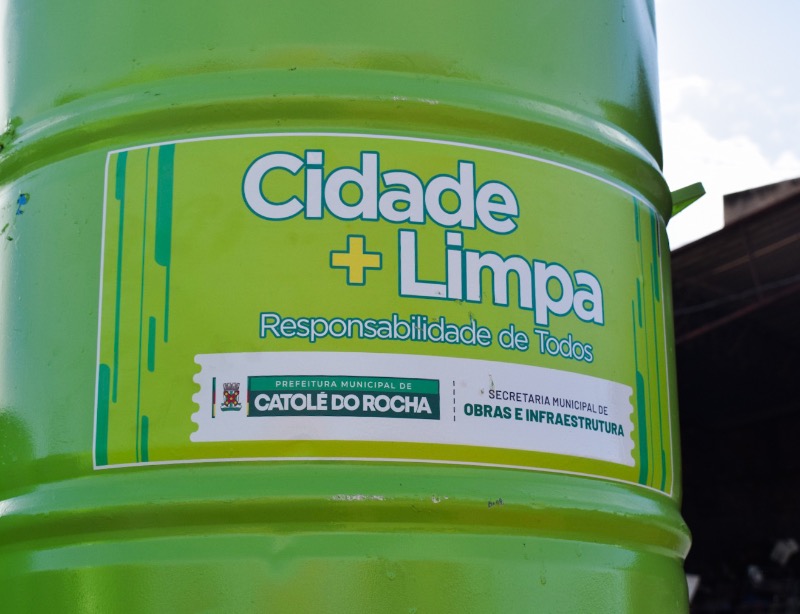 Cidade
+ Limpa
Responsabilidade de Todos
PREFEITURA MUNICIPAL DE
CATOLÉ DO ROCHA
SECRETARIA MUNICIPAL DE
OBRAS E INFRAESTRUTURA